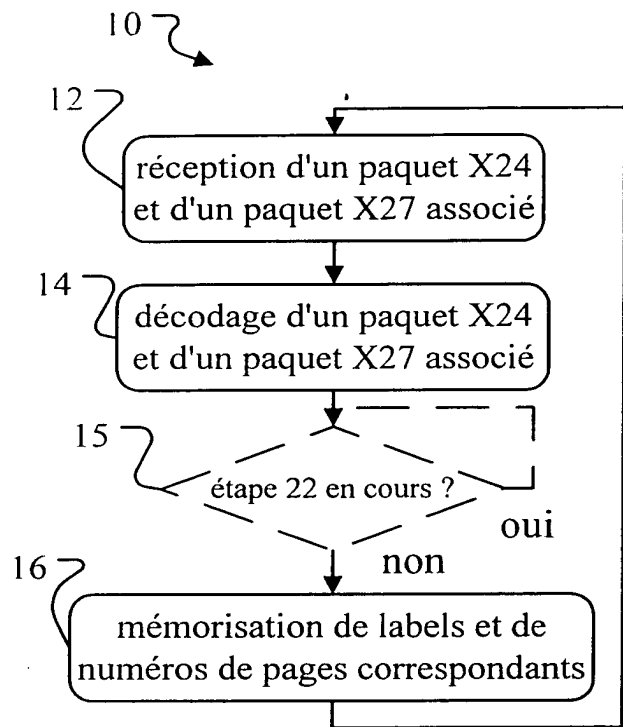 10
12
réception d'un paquet X24
et d'un paquet X27 associé
14
décodage d'un paquet X24
et d'un paquet X27 associé
15
étape 22 en cours ?
oui
non
16
mémorisation de labels et de
numéros de pages correspondants